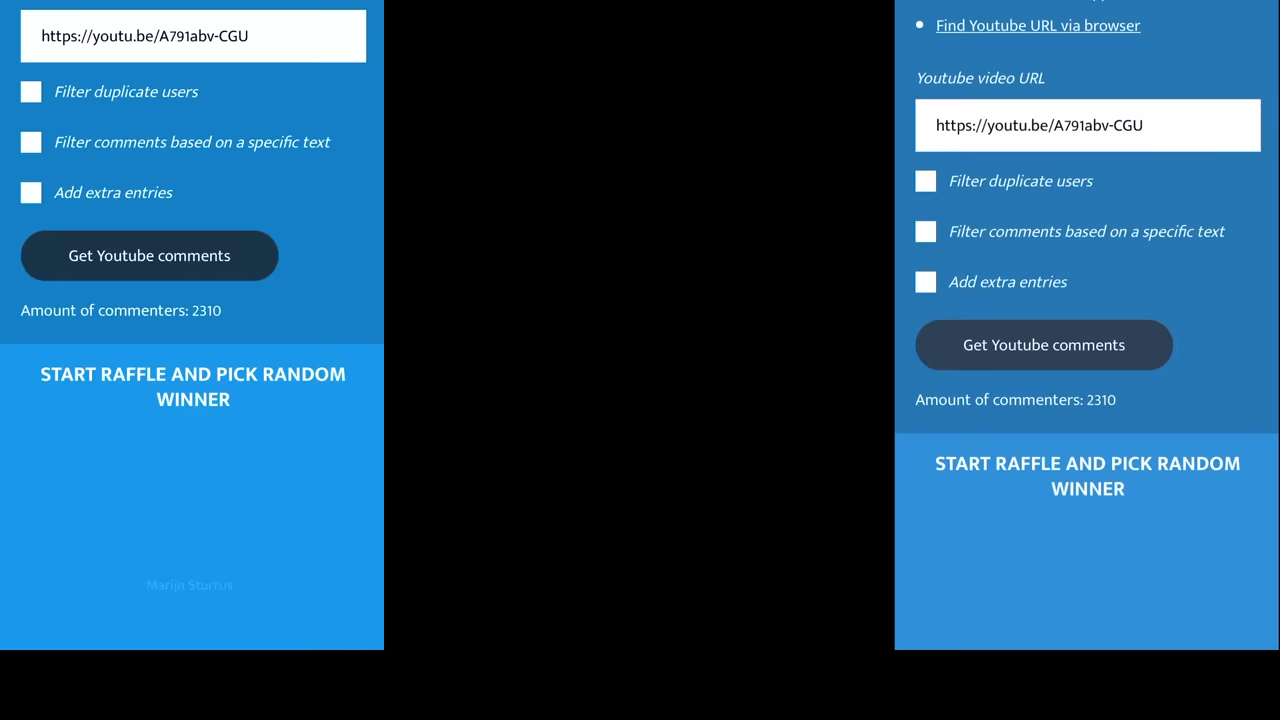 https://youtu.be/A791abv-CGU
Filter duplicate users
Filter comments based on a specific text
Add extra entries
Get Youtube comments
Amount of commenters: 2310
START RAFFLE AND PICK RANDOM
WINNER
Marijn Sturrus
Find Youtube URL via browser
Youtube video URL
https://youtu.be/A791abv-CGU
Filter duplicate users
Filter comments based on a specific text
Add extra entries
Get Youtube comments
Amount of commenters: 2310
START RAFFLE AND PICK RANDOM
WINNER